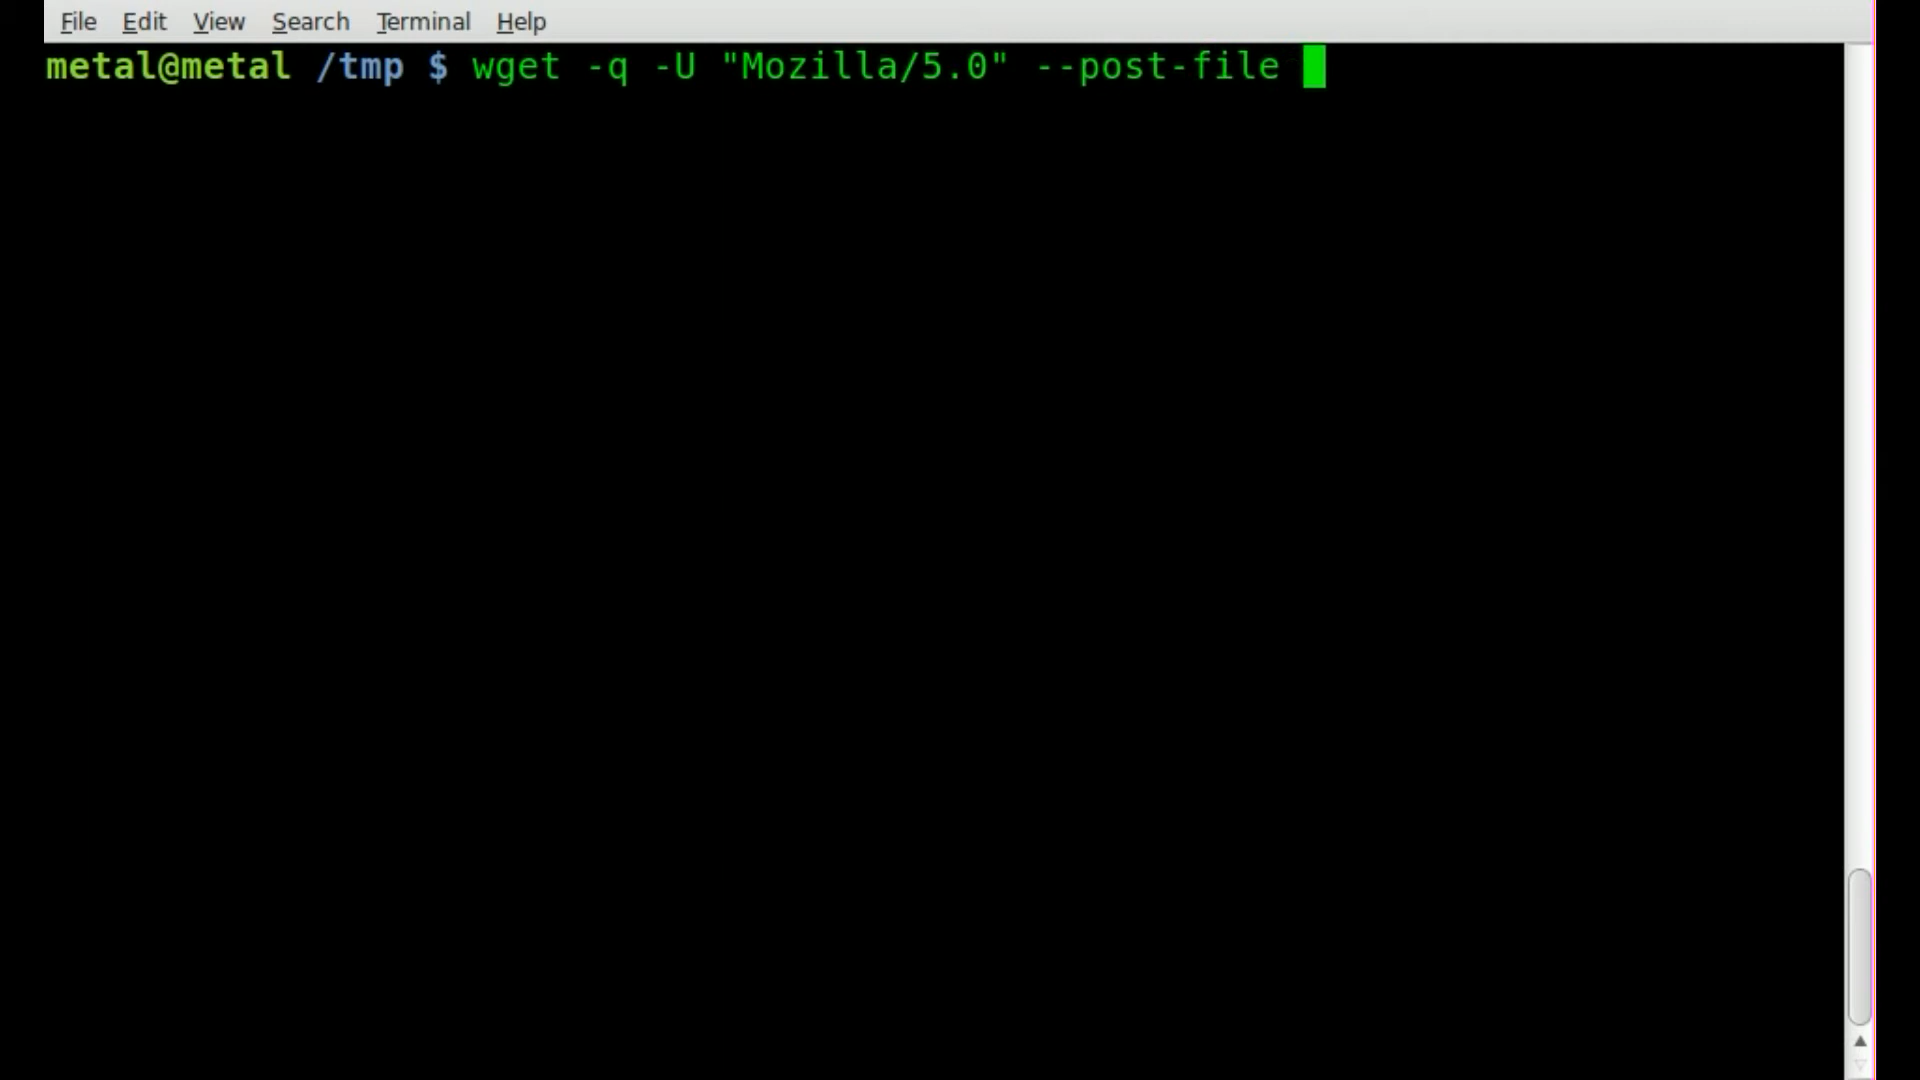 File Edit View Search Terminal Help
metal@metal /tmp $ wget -q -U "Mozilla/5.0" --post-file